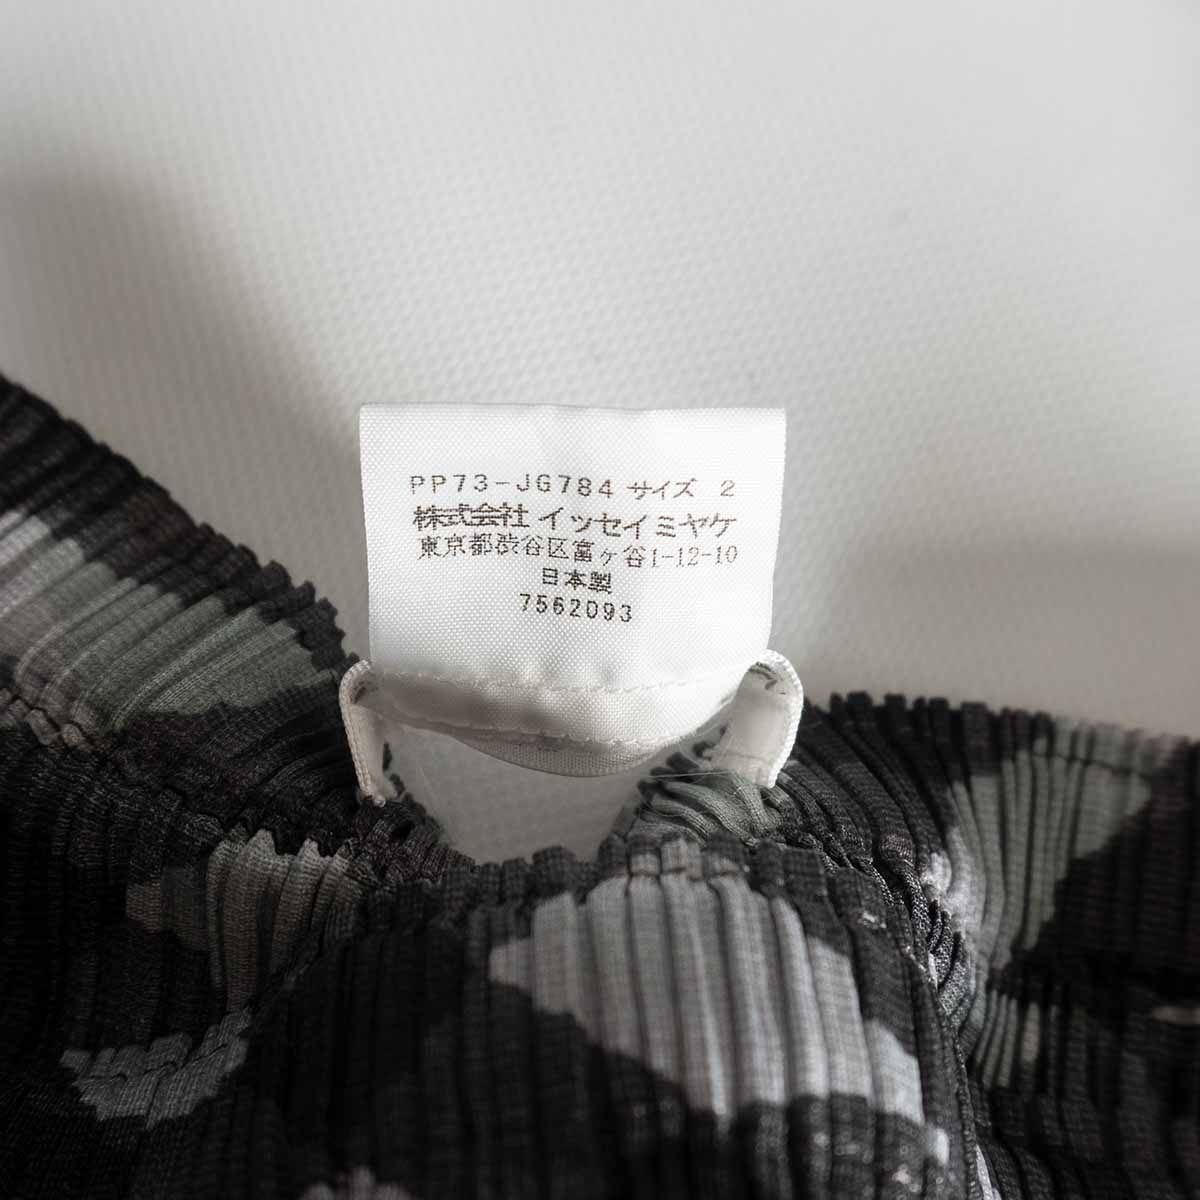 PP73-JG784 サイズ 2
株式会社 イッセイミヤケ
東京都渋谷区富ヶ谷1-12-10
日本製
7562093